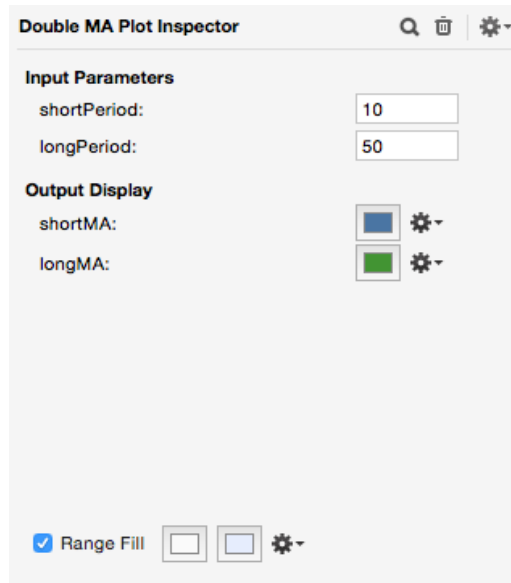 Double MA Plot Inspector
Input Parameters
shortPeriod: 10
longPeriod: 50
Output Display
shortMA:
longMA:
Range Fill